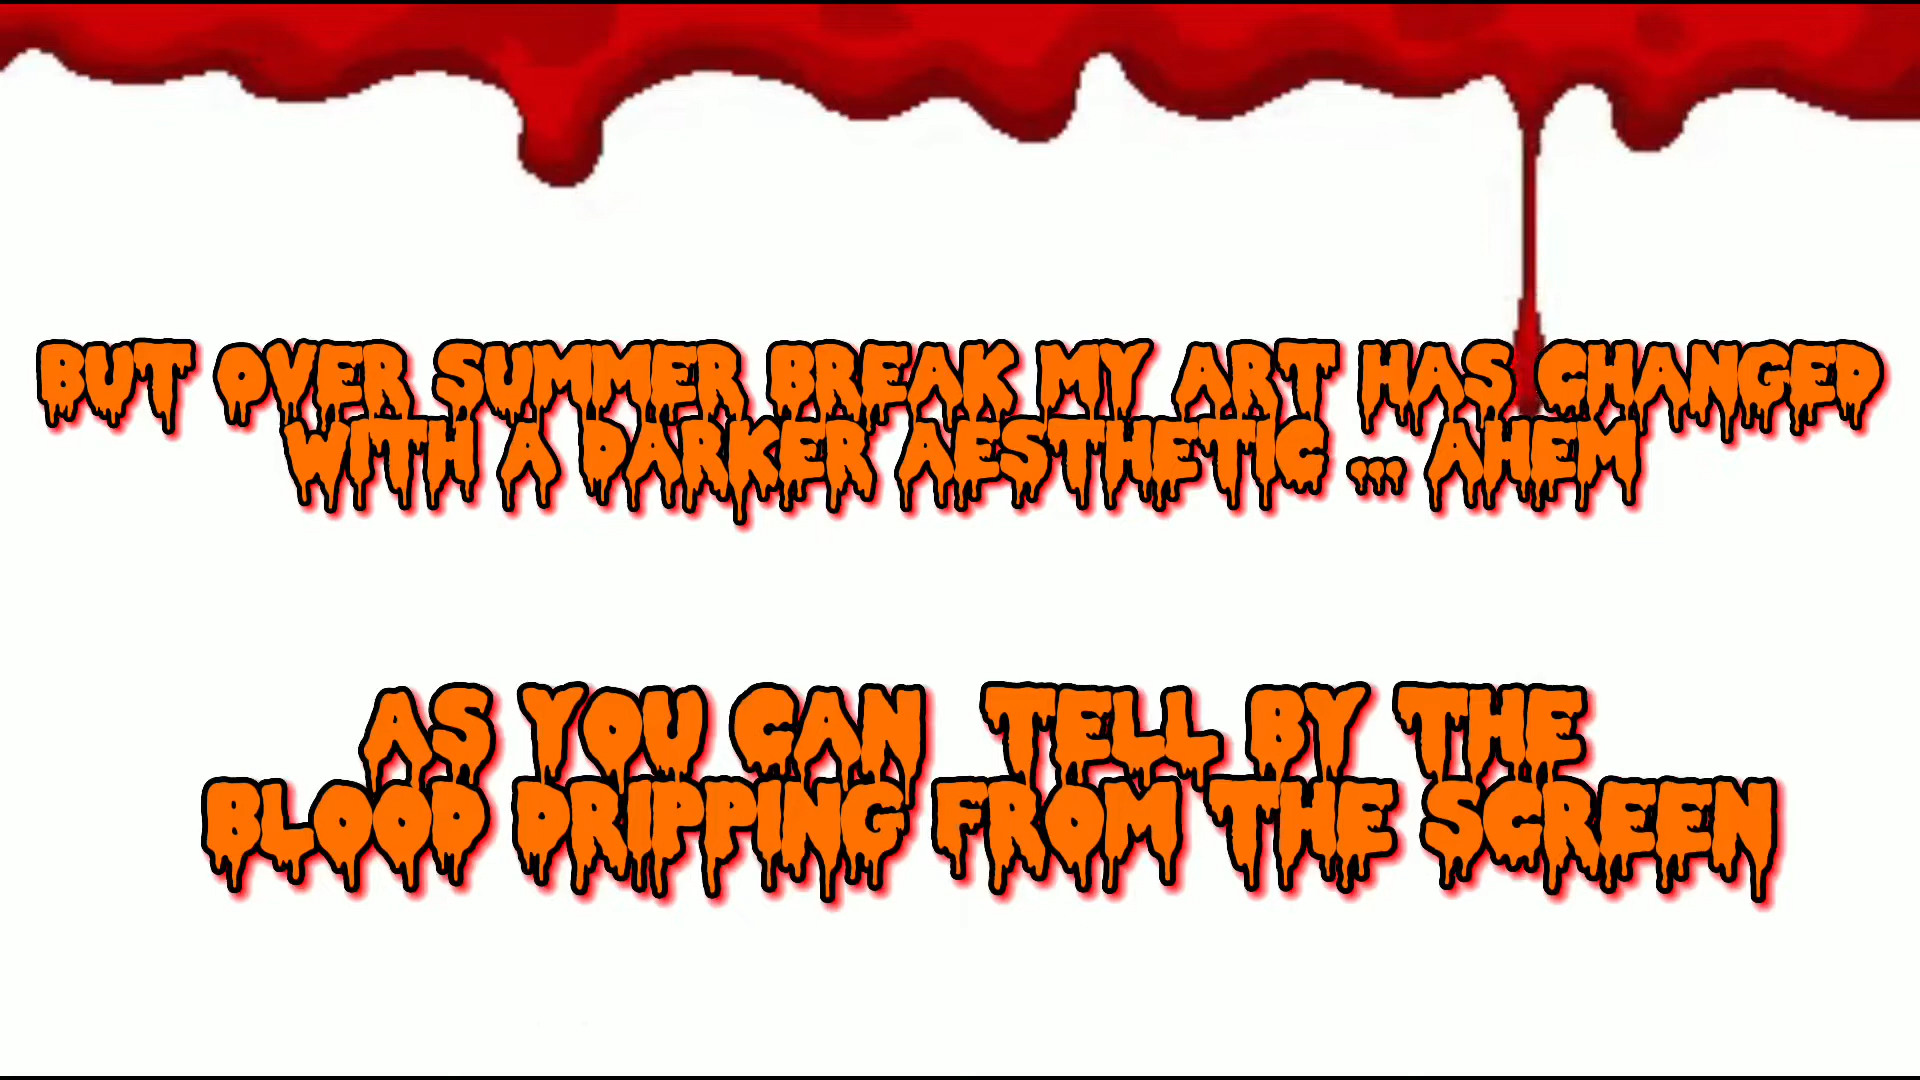 BUT OVER SUMMER BREAK MY ART HAS CHANGED
WITH A DARKER AESTHETIC ... AHEM
AS YOU CAN TELL BY THE
BLOOD DRIPPING FROM THE SCREEN